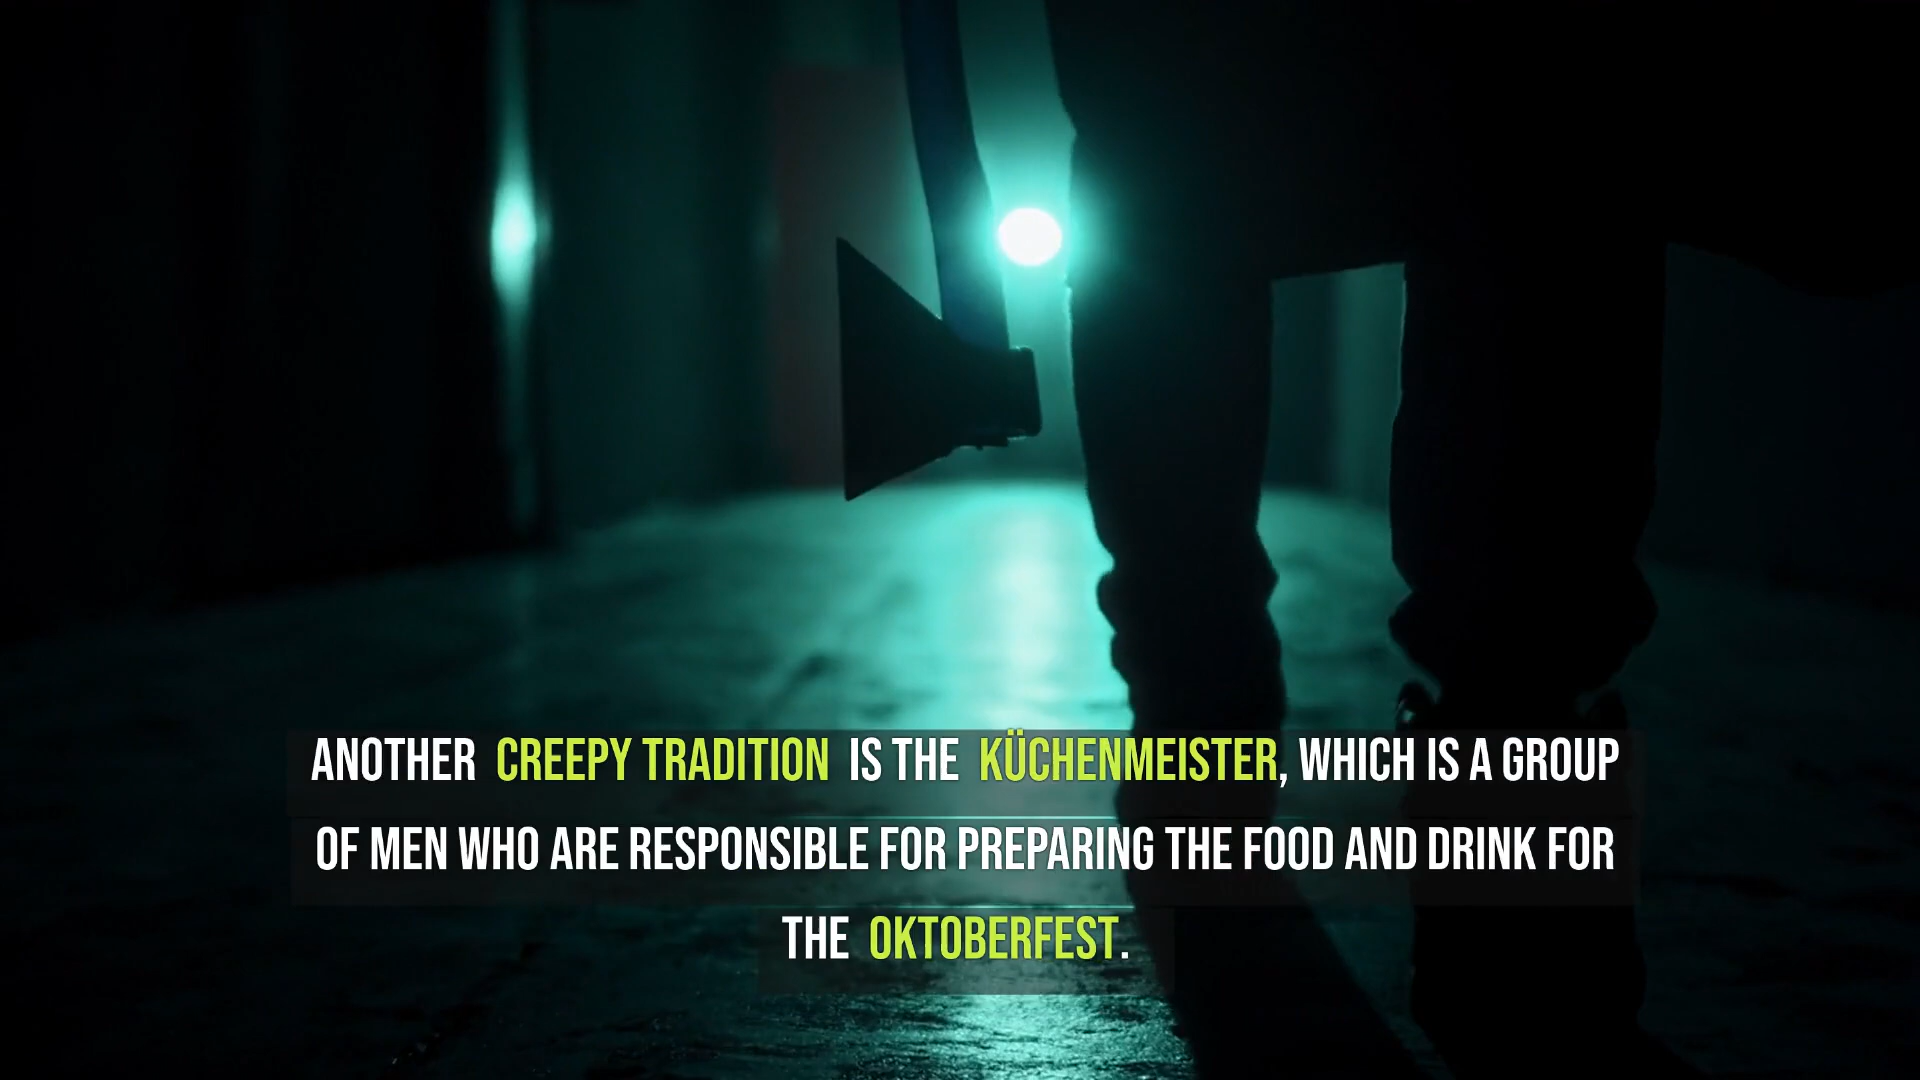 ANOTHER CREEPY TRADITION IS THE KÜCHENMEISTER, WHICH IS A GROUP
OF MEN WHO ARE RESPONSIBLE FOR PREPARING THE FOOD AND DRINK FOR
THE OKTOBERFEST.